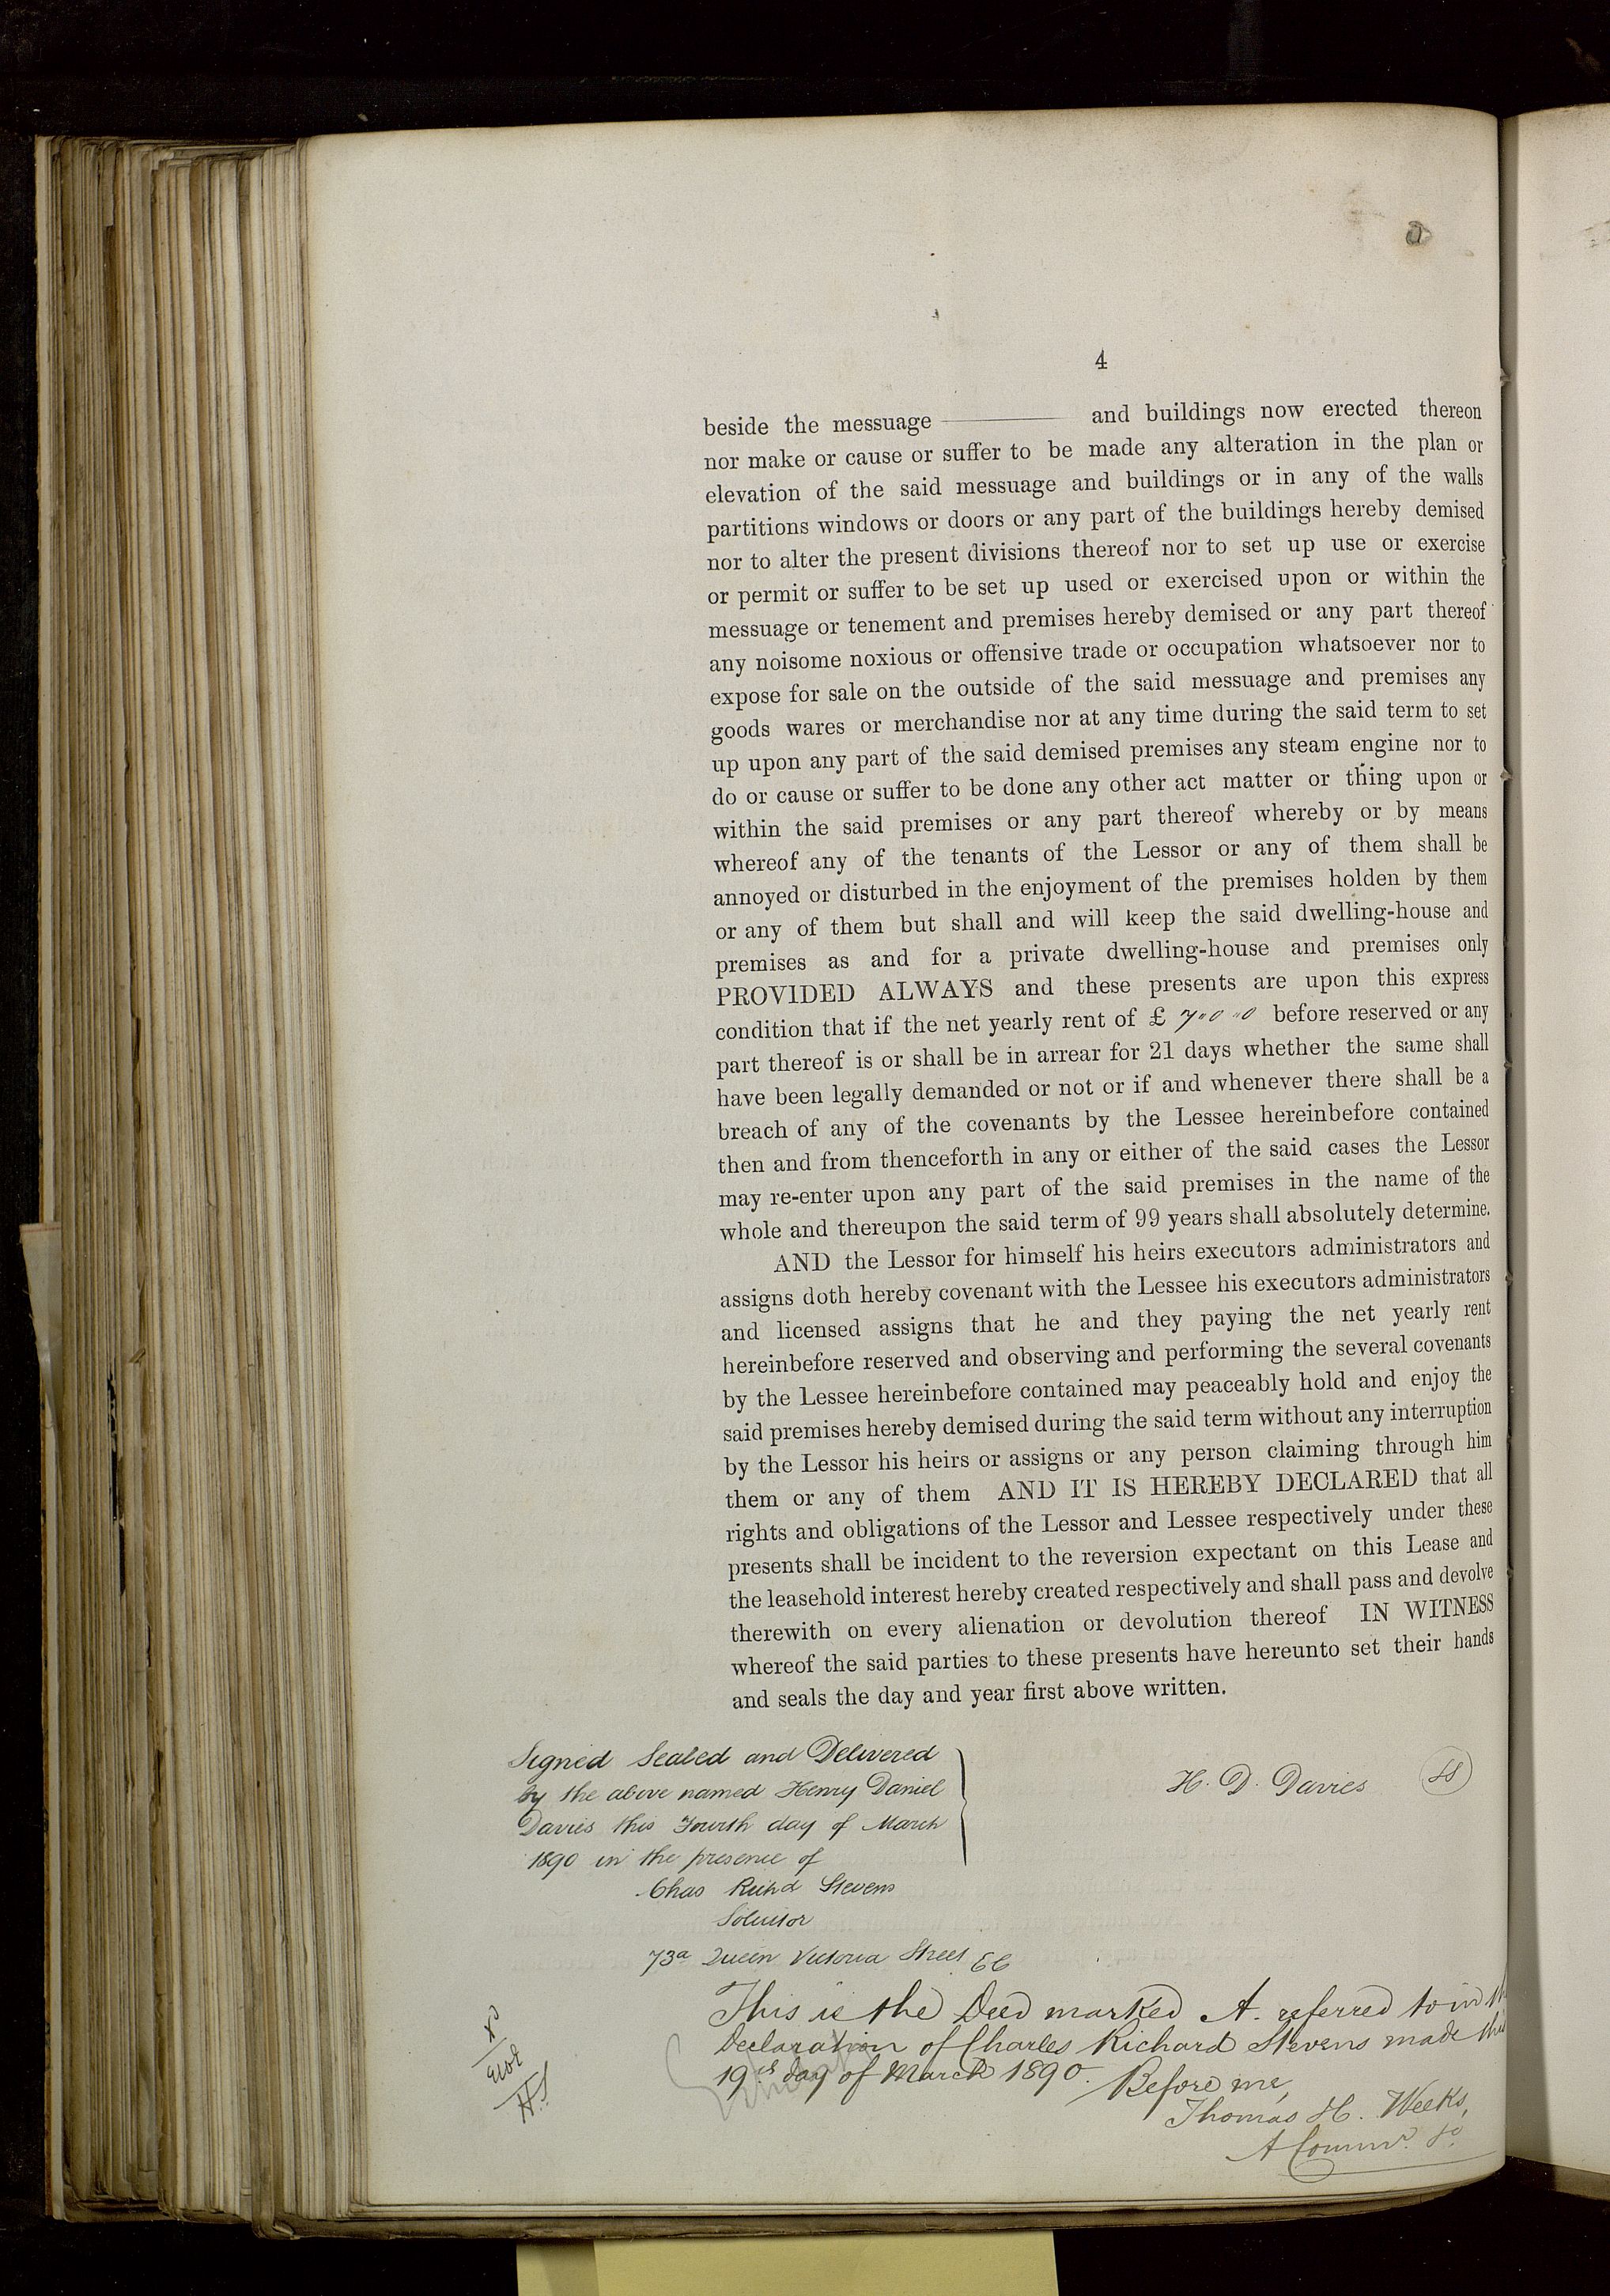 4
beside the messuage ———— and buildings now erected thereon
nor make or cause or suffer to be made any alteration in the plan or
elevation of the said messuage and buildings or in any of the walls
partitions windows or doors or any part of the buildings hereby demised
nor to alter the present divisions thereof nor to set up use or exercise
or permit or suffer to be set up used or exercised upon or within the
messuage or tenement and premises hereby demised or any part thereof
any noisome noxious or offensive trade or occupation whatsoever nor to
expose for sale on the outside of the said messuage and premises any
goods wares or merchandise nor at any time during the said term to set
up upon any part of the said demised premises any steam engine nor to
do or cause or suffer to be done any other act matter or thing upon or
within the said premises or any part thereof whereby or by means
whereof any of the tenants of the Lessor or any of them shall be
annoyed or disturbed in the enjoyment of the premises holden by them
or any of them but shall and will keep the said dwelling-house and
premises as and for a private dwelling-house and premises only
PROVIDED ALWAYS and these presents are upon this express
condition that if the net yearly rent of £ 7"0"0 before reserved or any
part thereof is or shall be in arrear for 21 days whether the same shall
have been legally demanded or not or if and whenever there shall be a
breach of any of the covenants by the Lessee hereinbefore contained
then and from thenceforth in any or either of the said cases the Lessor
may re-enter upon any part of the said premises in the name of the
whole and thereupon the said term of 99 years shall absolutely determine.
AND the Lessor for himself his heirs executors administrators and
assigns doth hereby covenant with the Lessee his executors administrators
and licensed assigns that he and they paying the net yearly rent
hereinbefore reserved and observing and performing the several covenants
by the Lessee hereinbefore contained may peaceably hold and enjoy the
said premises hereby demised during the said term without any interruption
by the Lessor his heirs or assigns or any person claiming through him
them or any of them AND IT IS HEREBY DECLARED that all
rights and obligations of the Lessor and Lessee respectively under these
presents shall be incident to the reversion expectant on this Lease and
the leasehold interest hereby created respectively and shall pass and devolve
therewith on every alienation or devolution thereof IN WITNESS
whereof the said parties to these presents have hereunto set their hands
and seals the day and year first above written.
Signed Sealed and Delivered
by the above named Henry Daniel
Davies this Fourth day of March
1890 in the presence of
H. D. Davies
Chas Richd Stevens
Solicitor
73a Queen Victoria Street EC
This is the Deed marked A. referred to in
Declaration of Charles Richard Stevens made this
19th day of March 1890. Before me,
Thomas H. Weeks,
A Commr.